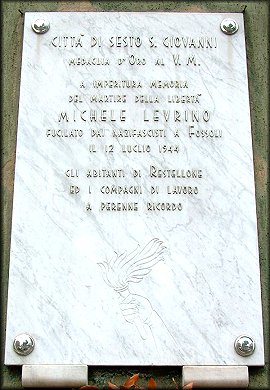 CITTÀ DI SESTO S. GIOVANNI
MEDAGLIA D'ORO AL V. M.
A IMPERITURA MEMORIA
DEL MARTIRE DELLA LIBERTÀ
MICHELE LEVRINO
FUCILATO DAI NAZIFASCISTI A FOSSOLI
IL 12 LUGLIO 1944
GLI ABITANTI DI RESTELLONE
ED I COMPAGNI DI LAVORO
A PERENNE RICORDO